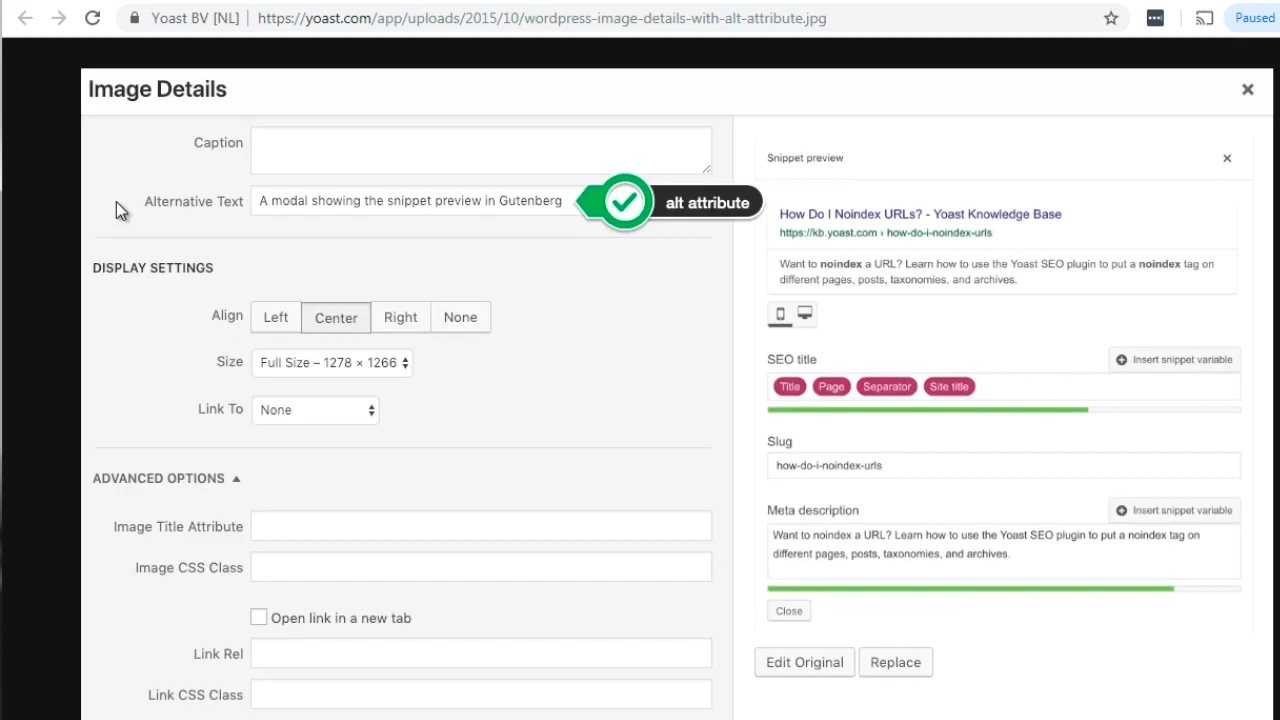 Yoast BV [NL] https://yoast.com/app/uploads/2015/10/wordpress-image-details-with-alt-attribute.jpg Paused
Image Details
Caption
Alternative Text A modal showing the snippet preview in Gutenberg alt attribute
DISPLAY SETTINGS
Align Left Center Right None
Size Full Size – 1278 × 1266
Link To None
ADVANCED OPTIONS
Image Title Attribute
Image CSS Class
Open link in a new tab
Link Rel
Link CSS Class
Snippet preview
How Do I Noindex URLs? - Yoast Knowledge Base
https://kb.yoast.com › how-do-i-noindex-urls
Want to noindex a URL? Learn how to use the Yoast SEO plugin to put a noindex tag on
different pages, posts, taxonomies, and archives.
SEO title Insert snippet variable
Title Page Separator Site title
Slug
how-do-i-noindex-urls
Meta description Insert snippet variable
Want to noindex a URL? Learn how to use the Yoast SEO plugin to put a noindex tag on
different pages, posts, taxonomies, and archives.
Close
Edit Original Replace